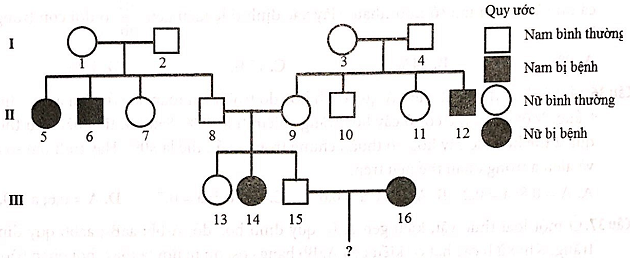 Quy ước
I
1
2
3
4
Nam bình thường
Nam bị bệnh
II
5
6
7
8
9
10
11
12
Nữ bình thường
Nữ bị bệnh
III
13
14
15
16
?